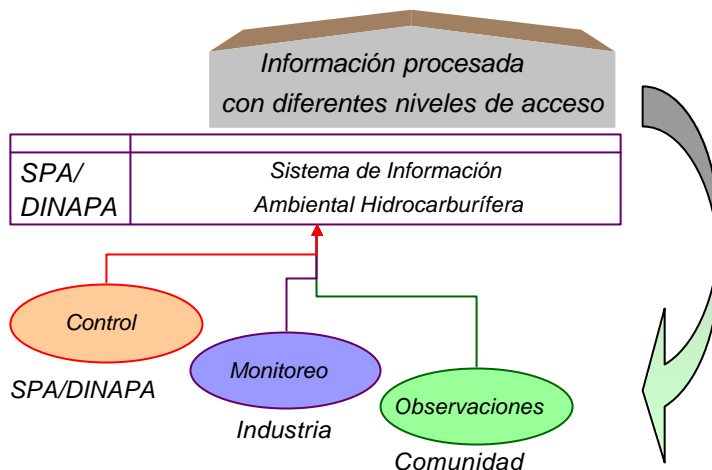 Información procesada
con diferentes niveles de acceso
SPA/
DINAPA
Sistema de Información
Ambiental Hidrocarburífera
Control
SPA/DINAPA
Monitoreo
Industria
Observaciones
Comunidad